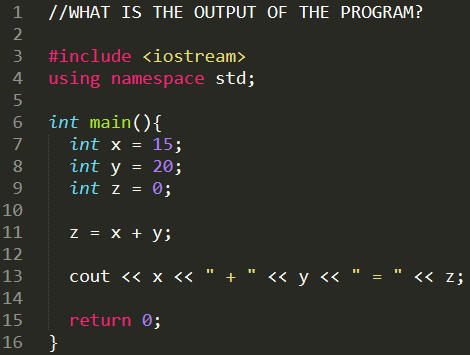 1 //WHAT IS THE OUTPUT OF THE PROGRAM?
2
3 #include <iostream>
4 using namespace std;
5
6 int main(){
7   int x = 15;
8   int y = 20;
9   int z = 0;
10
11   z = x + y;
12
13   cout << x << " + " << y << " = " << z;
14
15   return 0;
16 }